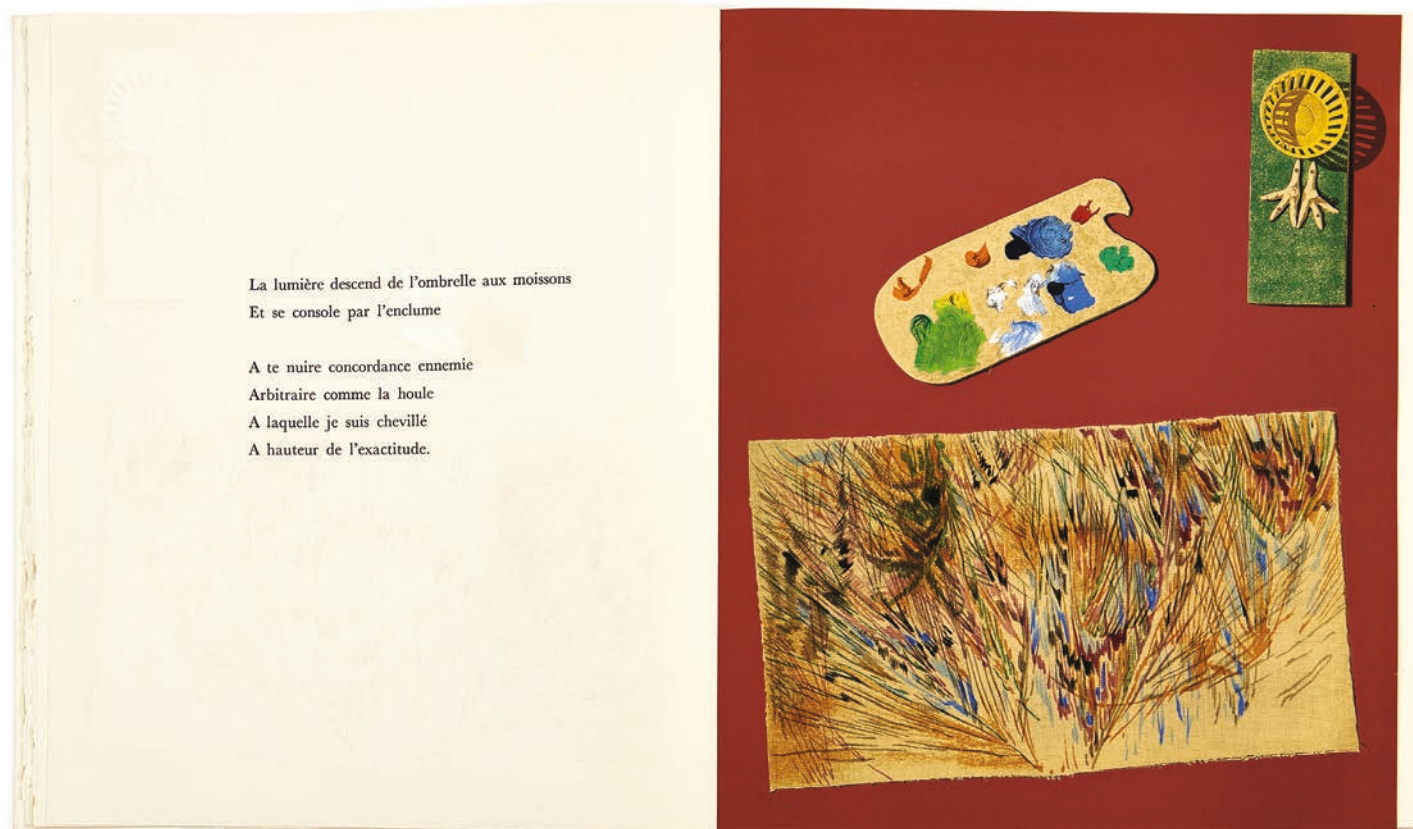 La lumière descend de l'ombrelle aux moissons
Et se console par l'enclume
A te nuire concordance ennemie
Arbitraire comme la houle
A laquelle je suis chevillé
A hauteur de l'exactitude.